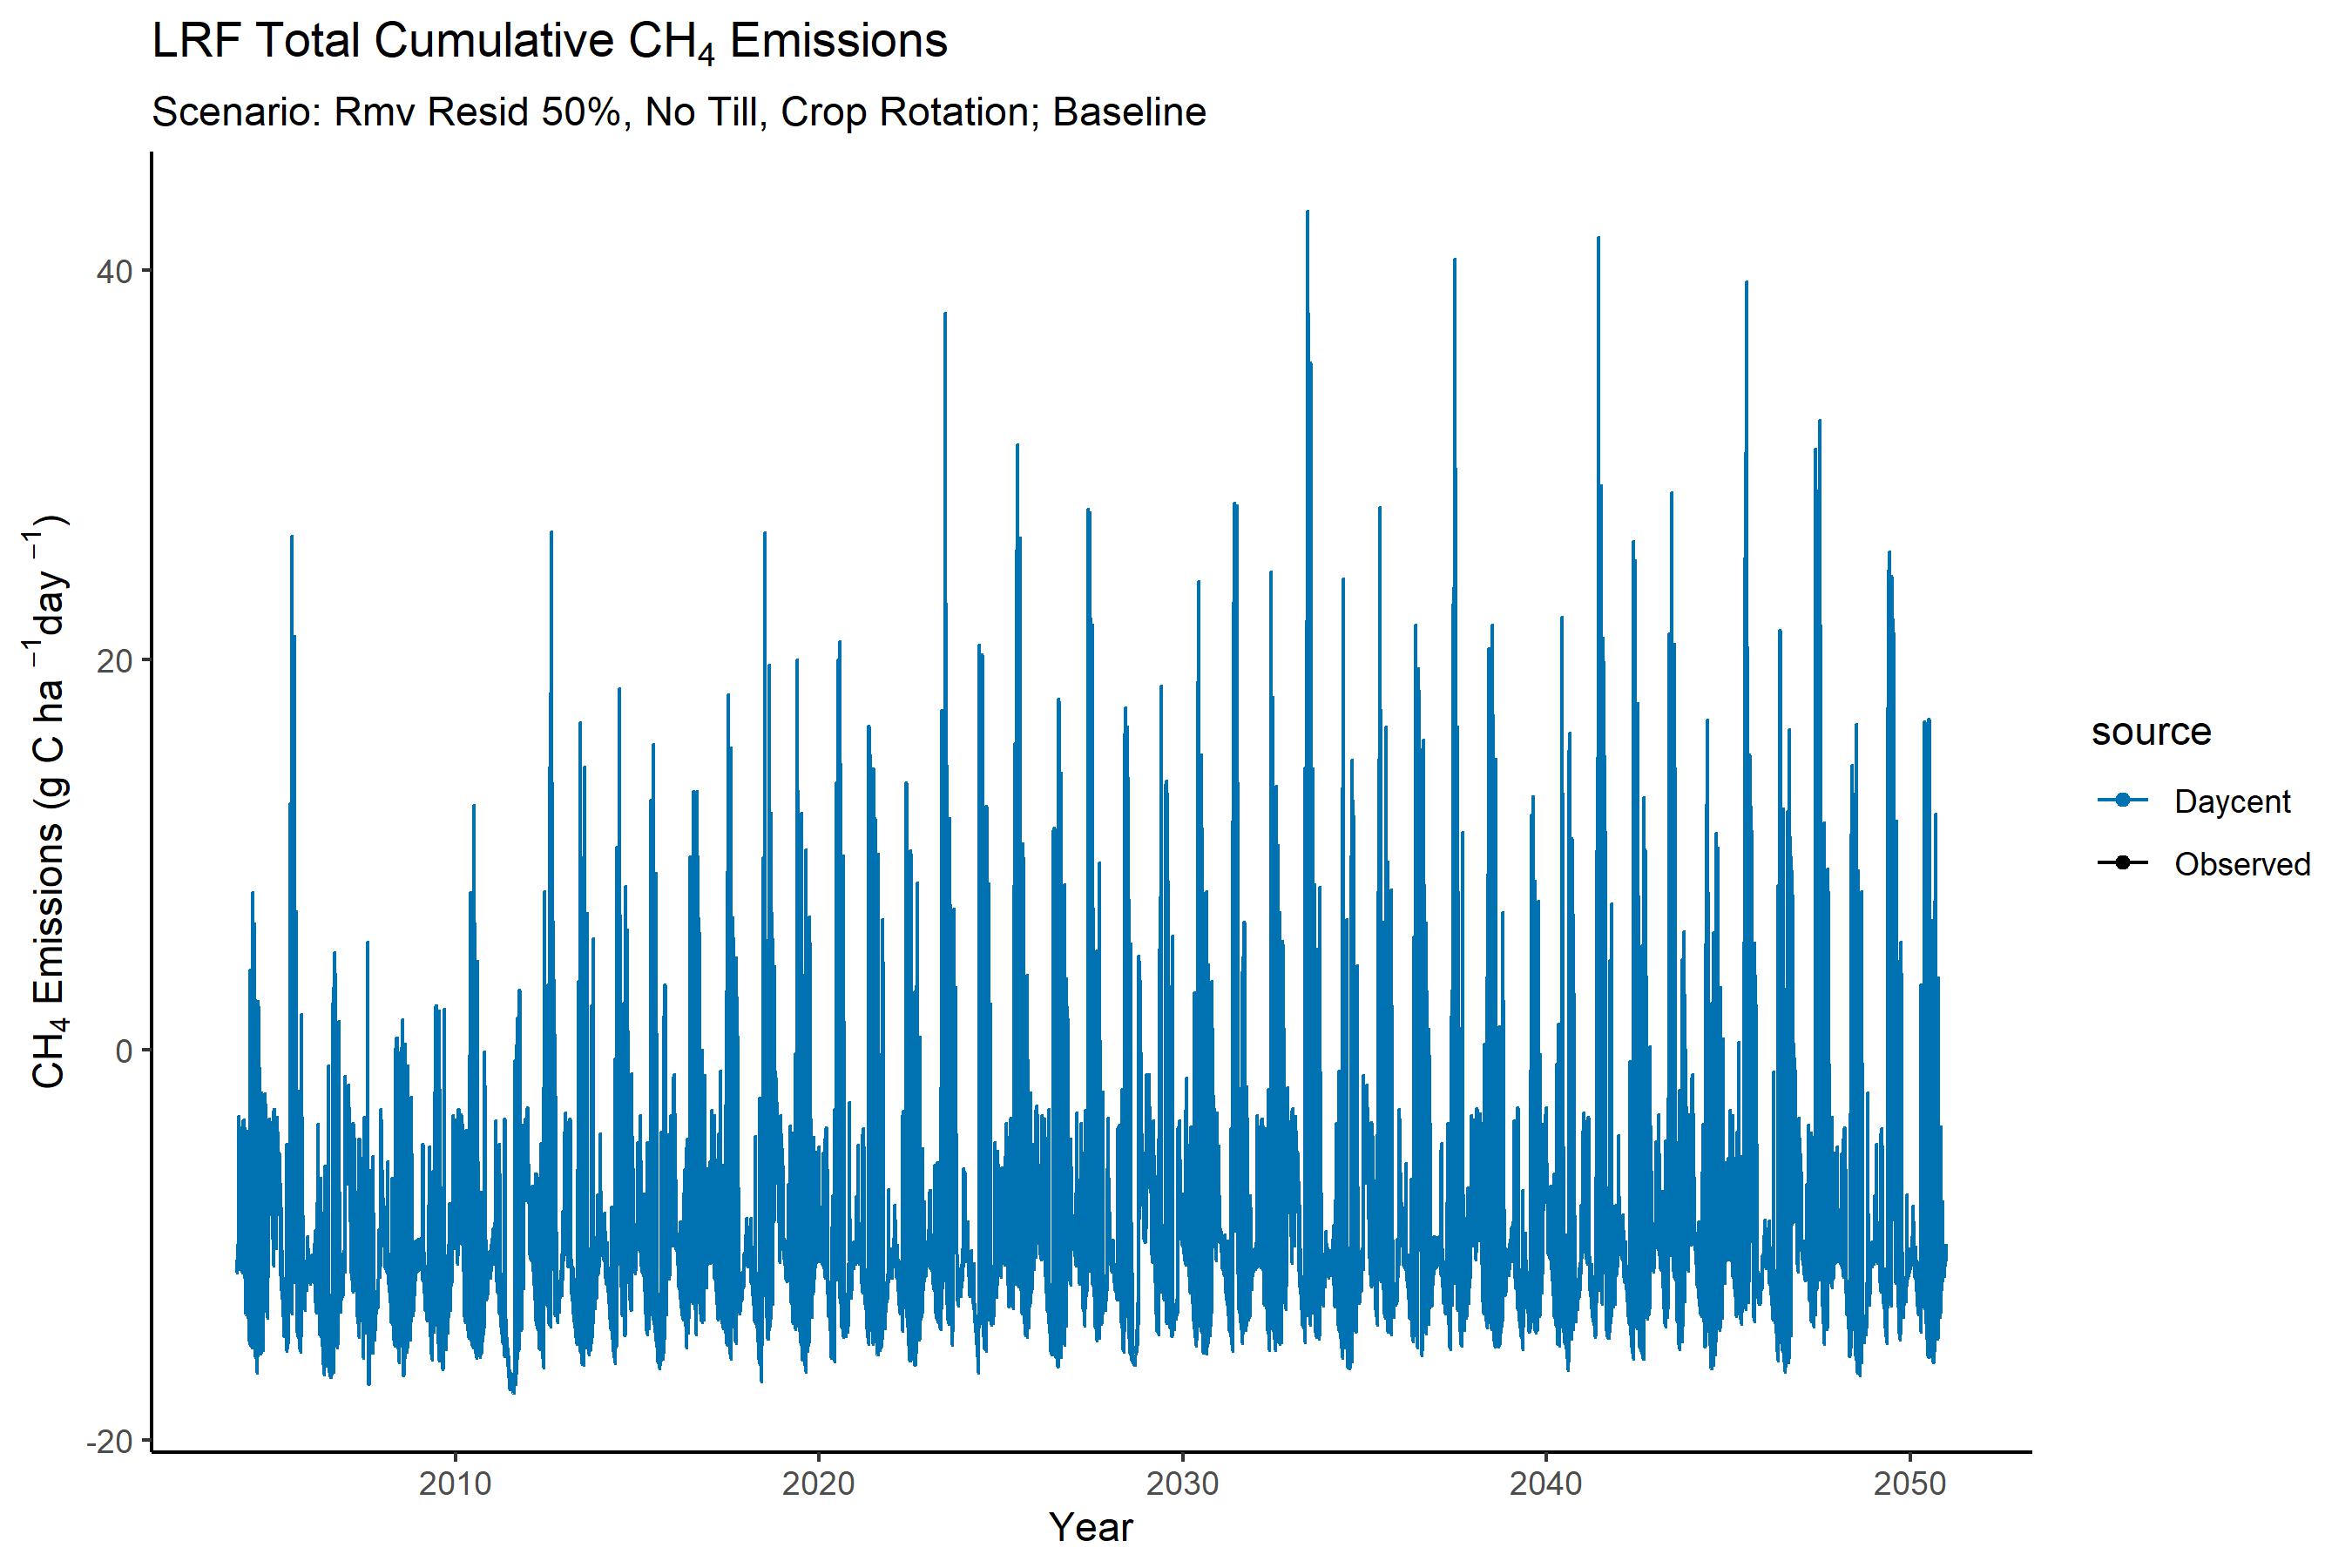 LRF Total Cumulative CH₄ Emissions
Scenario: Rmv Resid 50%, No Till, Crop Rotation; Baseline
CH₄ Emissions (g C ha ⁻¹day ⁻¹)
40
20
0
-20
2010 2020 2030 2040 2050
Year
source
Daycent
Observed